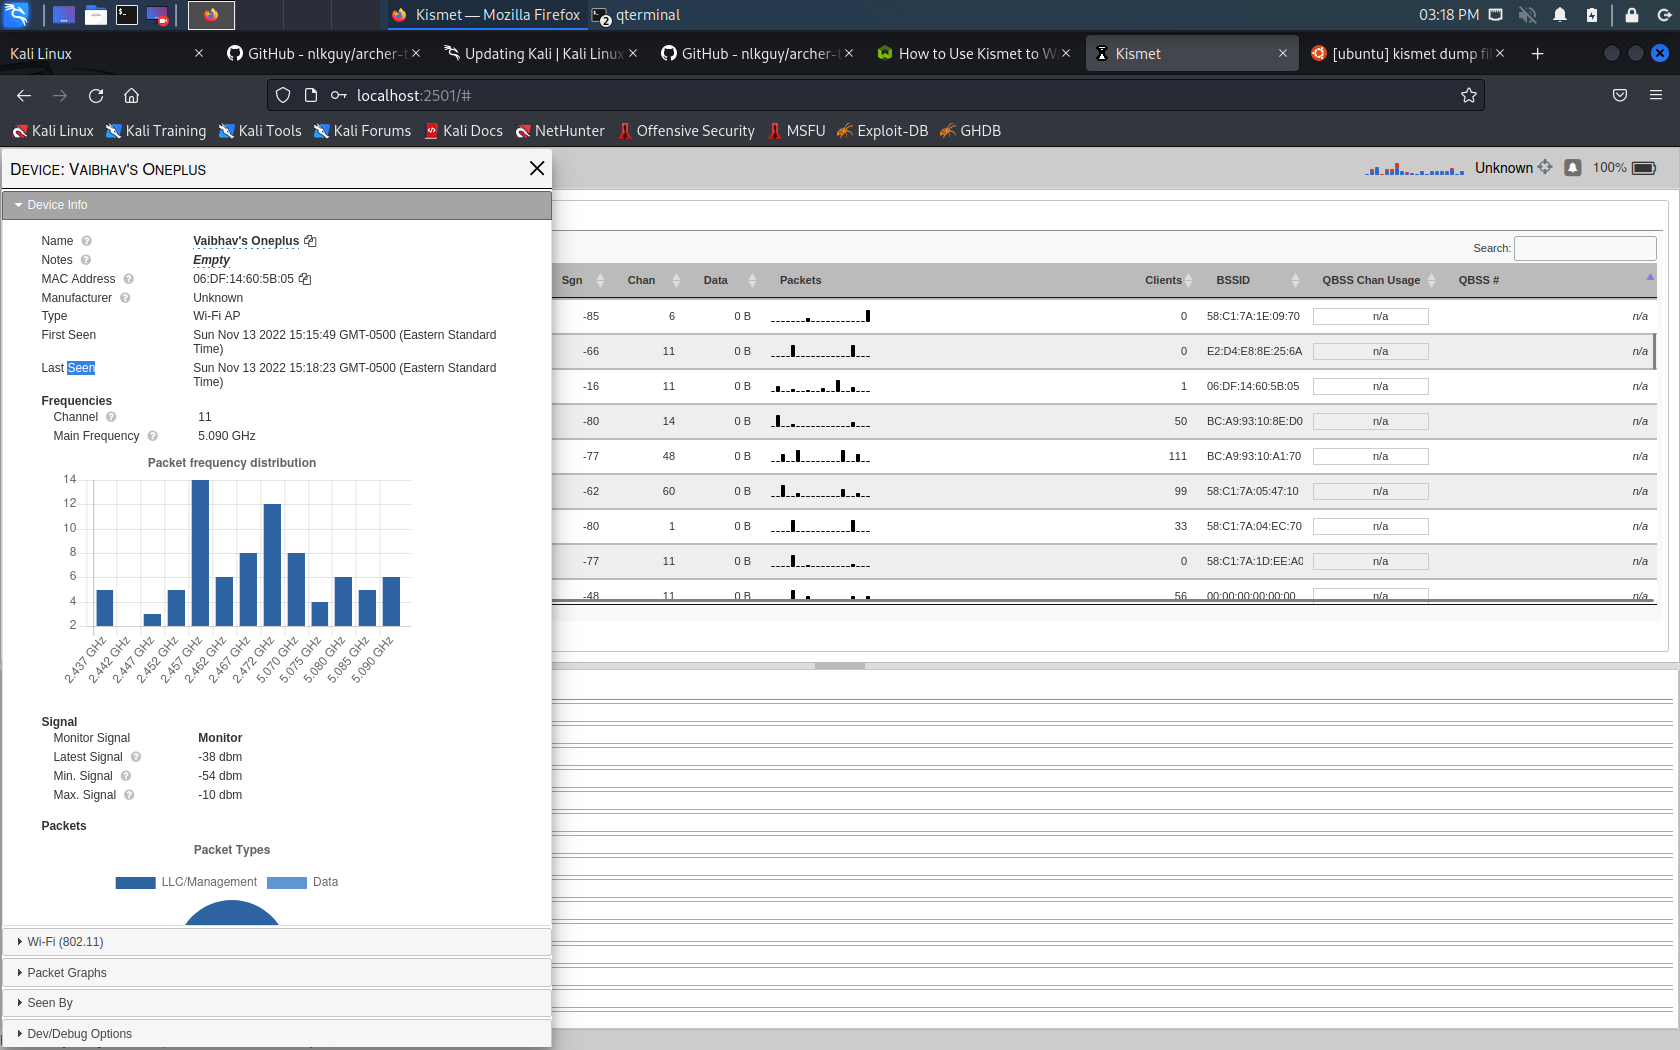 Kismet — Mozilla Firefox
2 qterminal
03:18 PM
Kali Linux
GitHub - nlkguy/archer-t
Updating Kali | Kali Linux
GitHub - nlkguy/archer-t
How to Use Kismet to W
Kismet
[ubuntu] kismet dump fil
localhost:2501/#
Kali Linux
Kali Training
Kali Tools
Kali Forums
Kali Docs
NetHunter
Offensive Security
MSFU
Exploit-DB
GHDB
DEVICE: VAIBHAV'S ONEPLUS
Unknown
100%
Device Info
Name
Vaibhav's Oneplus
Notes
Empty
MAC Address
06:DF:14:60:5B:05
Manufacturer
Unknown
Type
Wi-Fi AP
First Seen
Sun Nov 13 2022 15:15:49 GMT-0500 (Eastern Standard
Time)
Last Seen
Sun Nov 13 2022 15:18:23 GMT-0500 (Eastern Standard
Time)
Frequencies
Channel
11
Main Frequency
5.090 GHz
Packet frequency distribution
14
12
10
8
6
4
2
2.437 GHz
2.442 GHz
2.447 GHz
2.452 GHz
2.457 GHz
2.462 GHz
2.467 GHz
2.472 GHz
5.070 GHz
5.075 GHz
5.080 GHz
5.085 GHz
5.090 GHz
Signal
Monitor Signal
Monitor
Latest Signal
-38 dbm
Min. Signal
-54 dbm
Max. Signal
-10 dbm
Packets
Packet Types
LLC/Management
Data
Wi-Fi (802.11)
Packet Graphs
Seen By
Dev/Debug Options
Search:
Sgn Chan Data Packets Clients BSSID QBSS Chan Usage QBSS #
-85 6 0 B 0 58:C1:7A:1E:09:70 n/a n/a
-66 11 0 B 0 E2:D4:E8:8E:25:6A n/a n/a
-16 11 0 B 1 06:DF:14:60:5B:05 n/a n/a
-80 14 0 B 50 BC:A9:93:10:8E:D0 n/a n/a
-77 48 0 B 111 BC:A9:93:10:A1:70 n/a n/a
-62 60 0 B 99 58:C1:7A:05:47:10 n/a n/a
-80 1 0 B 33 58:C1:7A:04:EC:70 n/a n/a
-77 11 0 B 0 58:C1:7A:1D:EE:A0 n/a n/a
-48 11 0 B 56 00:00:00:00:00:00 n/a n/a